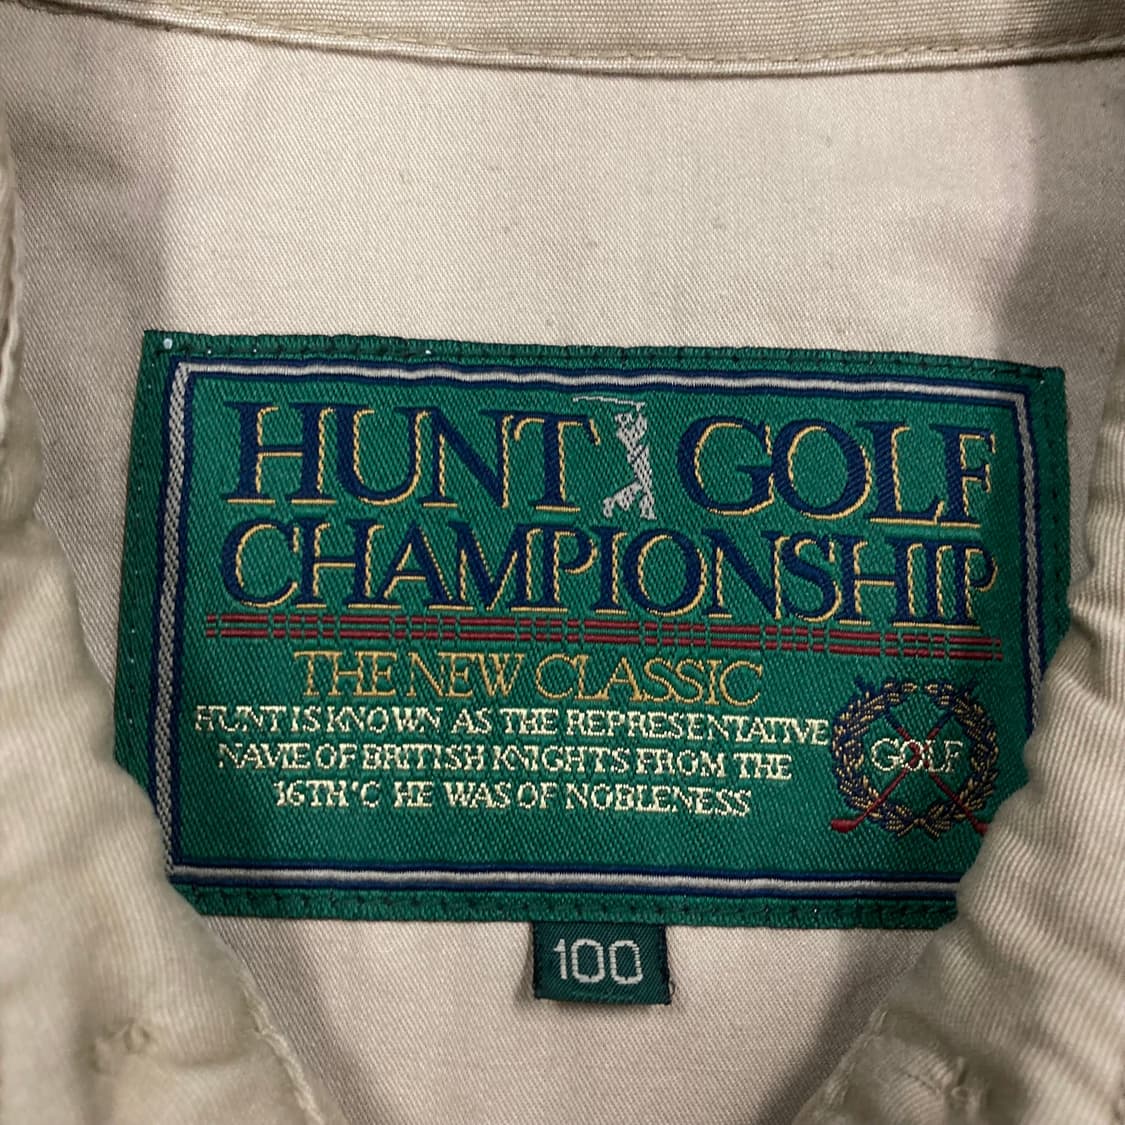 HUNT GOLF
CHAMPIONSHIP
THE NEW CLASSIC
HUNT IS KNOWN AS THE REPRESENTATIVE
NAME OF BRITISH KNIGHTS FROM THE
16TH'C HE WAS OF NOBLENESS
GOLF
100